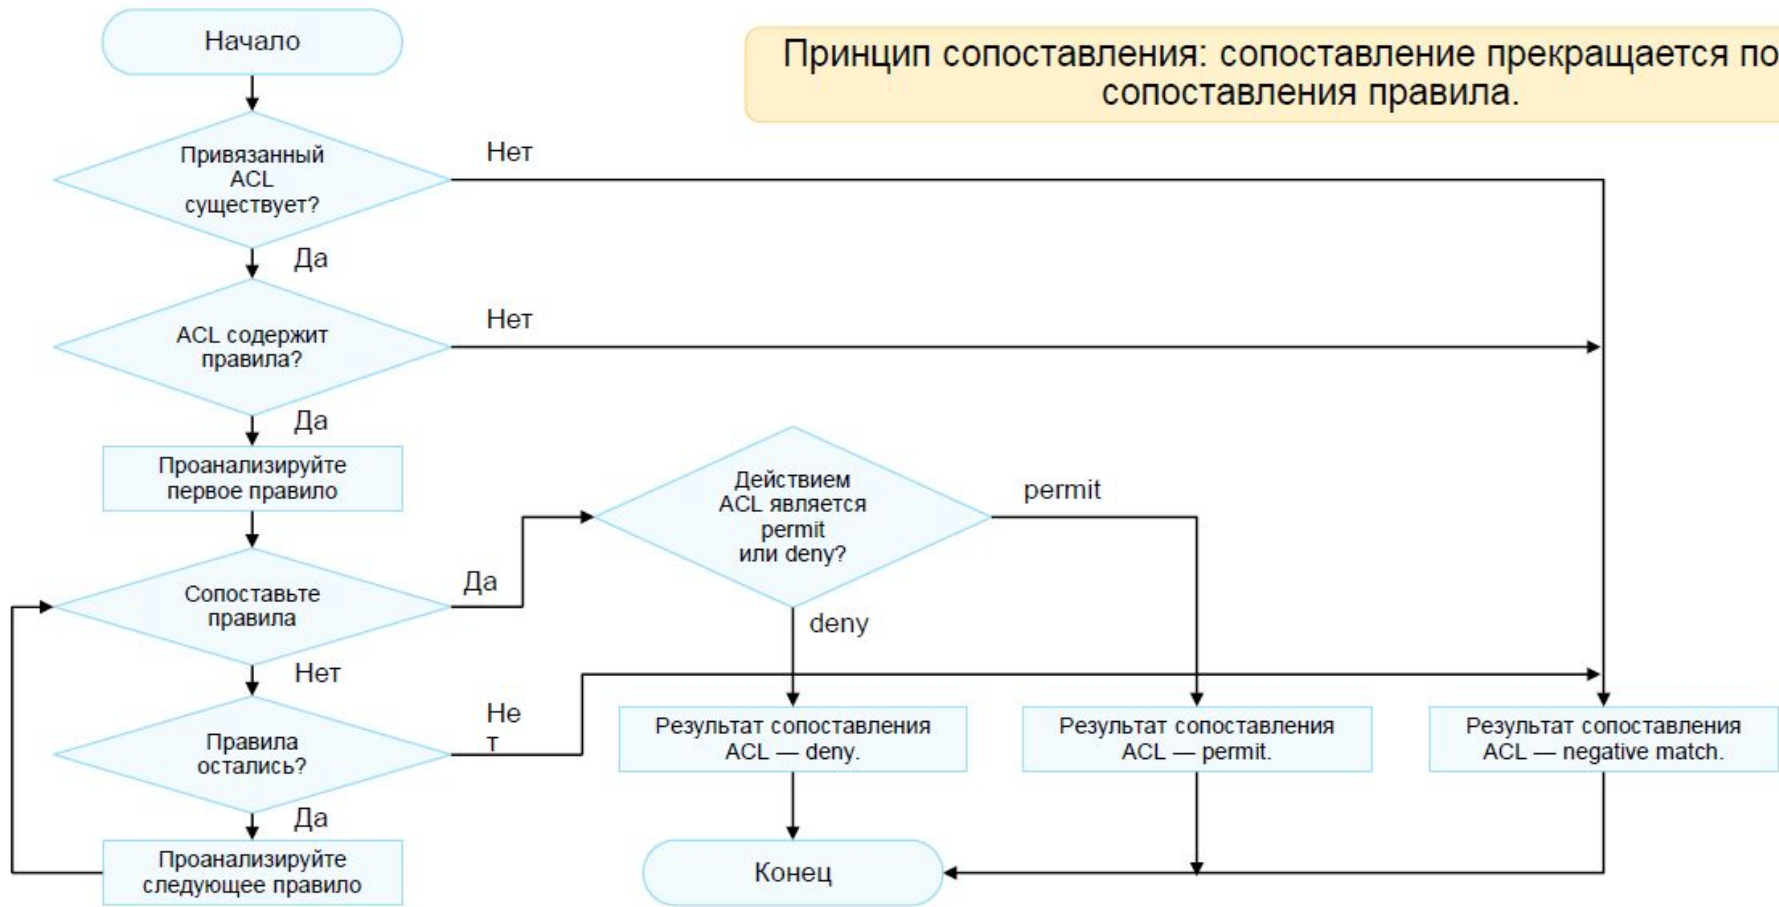 Начало
Принцип сопоставления: сопоставление прекращается по
сопоставления правила.
Привязанный
ACL
существует?
Нет
Да
ACL содержит
правила?
Нет
Да
Проанализируйте
первое правило
Действием
ACL является
permit
или deny?
permit
deny
Сопоставьте
правила
Да
Нет
Правила
остались?
Не
т
Да
Проанализируйте
следующее правило
Результат сопоставления
ACL — deny.
Результат сопоставления
ACL — permit.
Результат сопоставления
ACL — negative match.
Конец